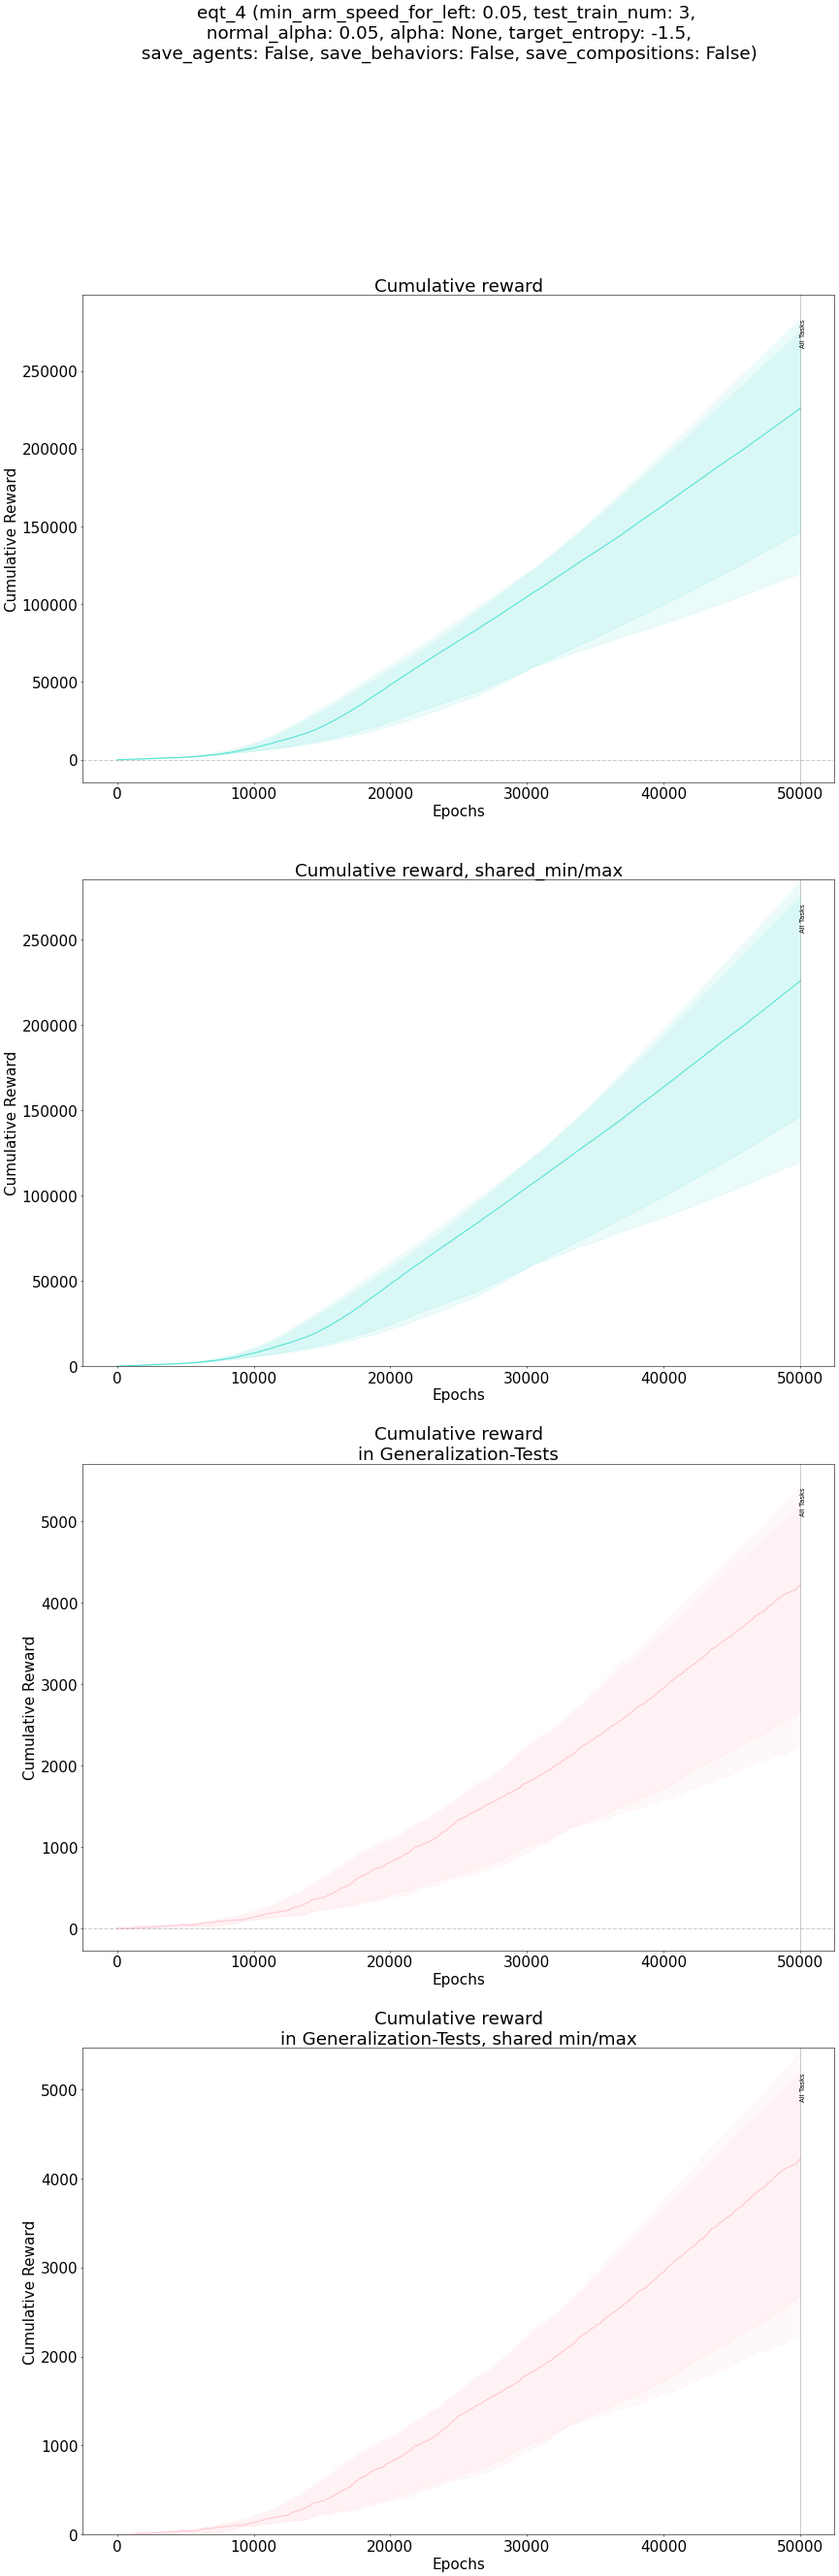 eqt_4 (min_arm_speed_for_left: 0.05, test_train_num: 3,
normal_alpha: 0.05, alpha: None, target_entropy: -1.5,
save_agents: False, save_behaviors: False, save_compositions: False)
Cumulative reward
All Tasks
250000
200000
150000
100000
50000
0
Cumulative Reward
0 10000 20000 30000 40000 50000
Epochs
Cumulative reward, shared_min/max
All Tasks
250000
200000
150000
100000
50000
0
Cumulative Reward
0 10000 20000 30000 40000 50000
Epochs
Cumulative reward
in Generalization-Tests
All Tasks
5000
4000
3000
2000
1000
0
Cumulative Reward
0 10000 20000 30000 40000 50000
Epochs
Cumulative reward
in Generalization-Tests, shared min/max
All Tasks
5000
4000
3000
2000
1000
0
Cumulative Reward
0 10000 20000 30000 40000 50000
Epochs